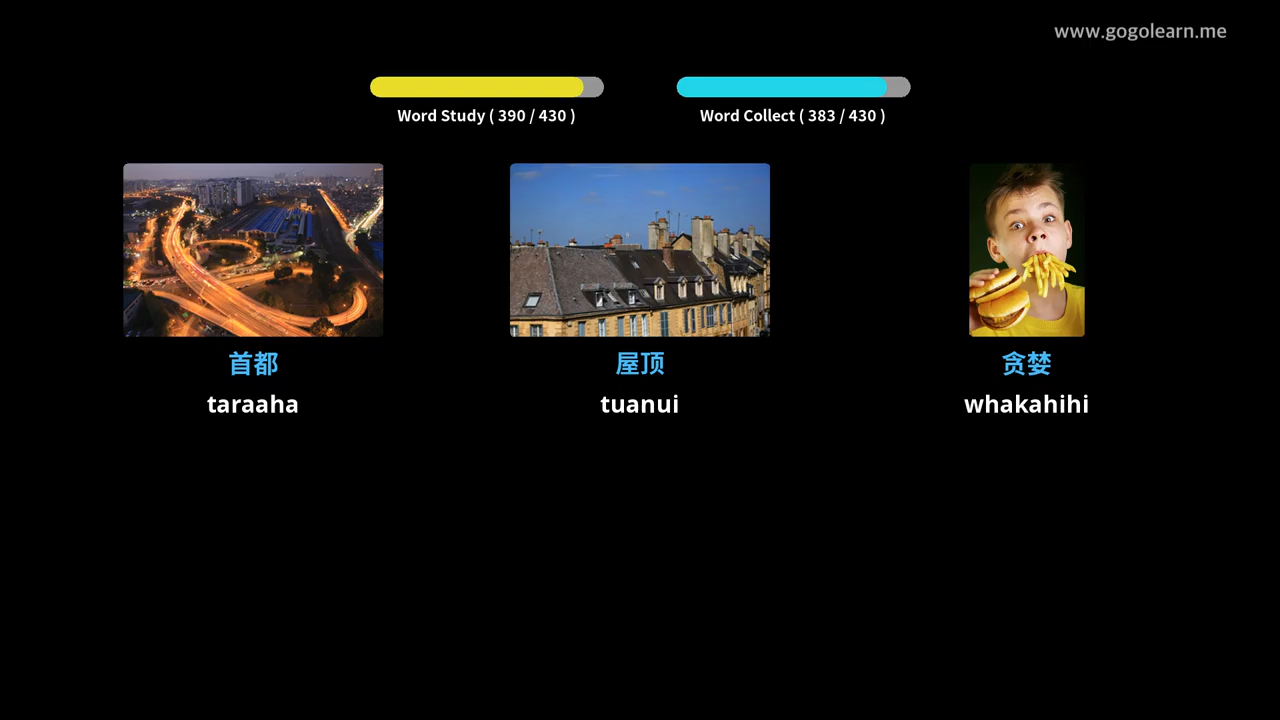 www.gogolearn.me
Word Study ( 390 / 430 )
Word Collect ( 383 / 430 )
首都
屋顶
贪婪
taraaha
tuanui
whakahihi